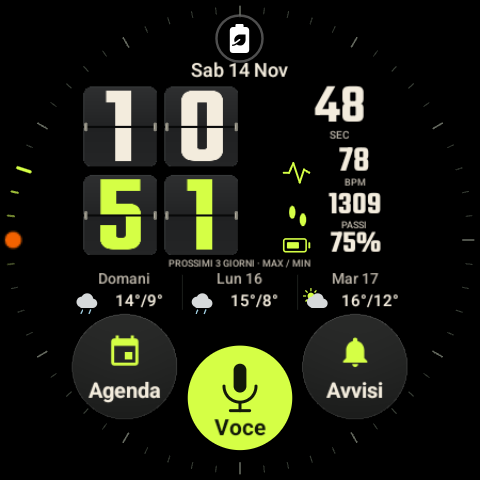 Sab 14 Nov
10
48
SEC
78
BPM
51
1309
PASSI
75%
PROSSIMI 3 GIORNI · MAX / MIN
Domani Lun 16 Mar 17
14°/9° 15°/8° 16°/12°
Agenda
Voce
Avvisi